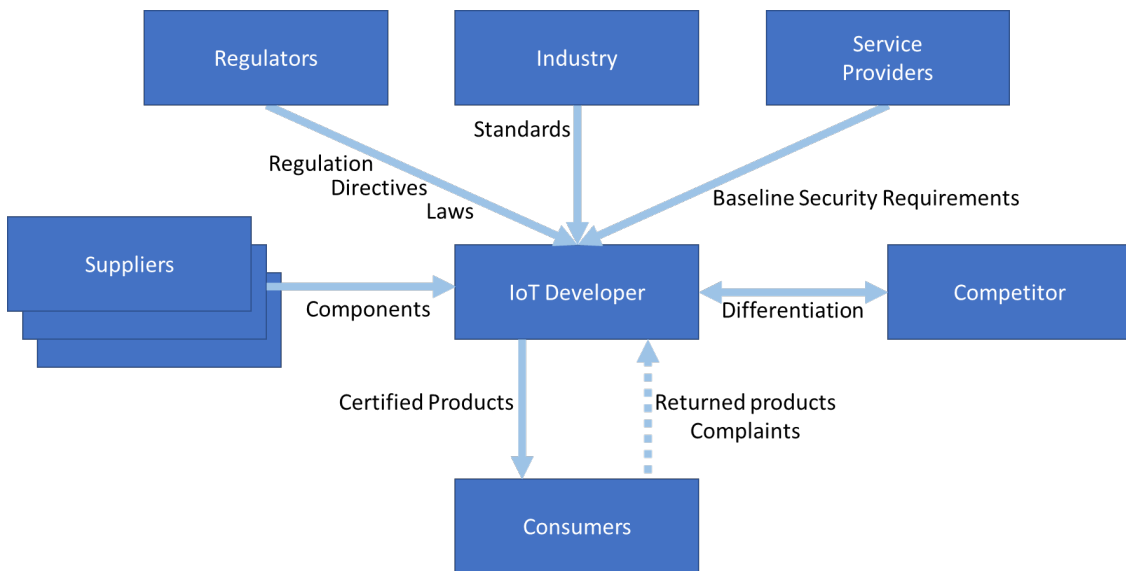 Regulators
Industry
Service
Providers
Standards
Regulation
Directives
Laws
Baseline Security Requirements
Suppliers
Components
IoT Developer
Differentiation
Competitor
Certified Products
Returned products
Complaints
Consumers